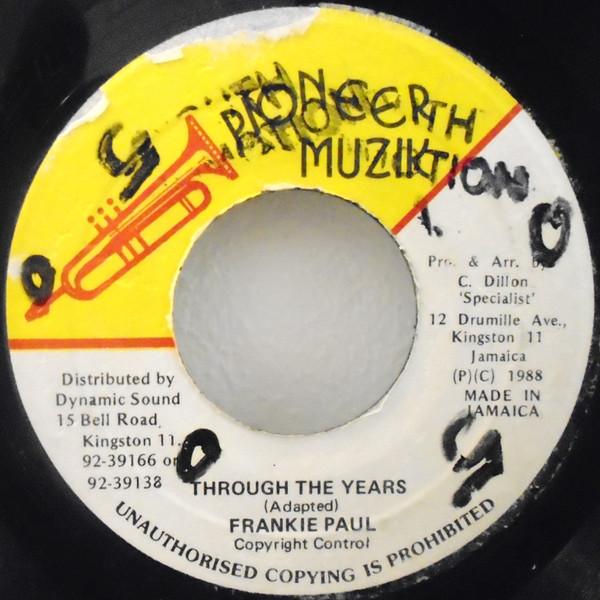 PIONEER
MUZIK
Distributed by
Dynamic Sound
15 Bell Road,
Kingston 11.
92-39166 or
92-39138
Pro. & Arr. by
C. Dillon
'Specialist'
12 Drumille Ave.,
Kingston 11
Jamaica
(P)(C) 1988
MADE IN
JAMAICA
THROUGH THE YEARS
(Adapted)
FRANKIE PAUL
Copyright Control
UNAUTHORISED COPYING IS PROHIBITED